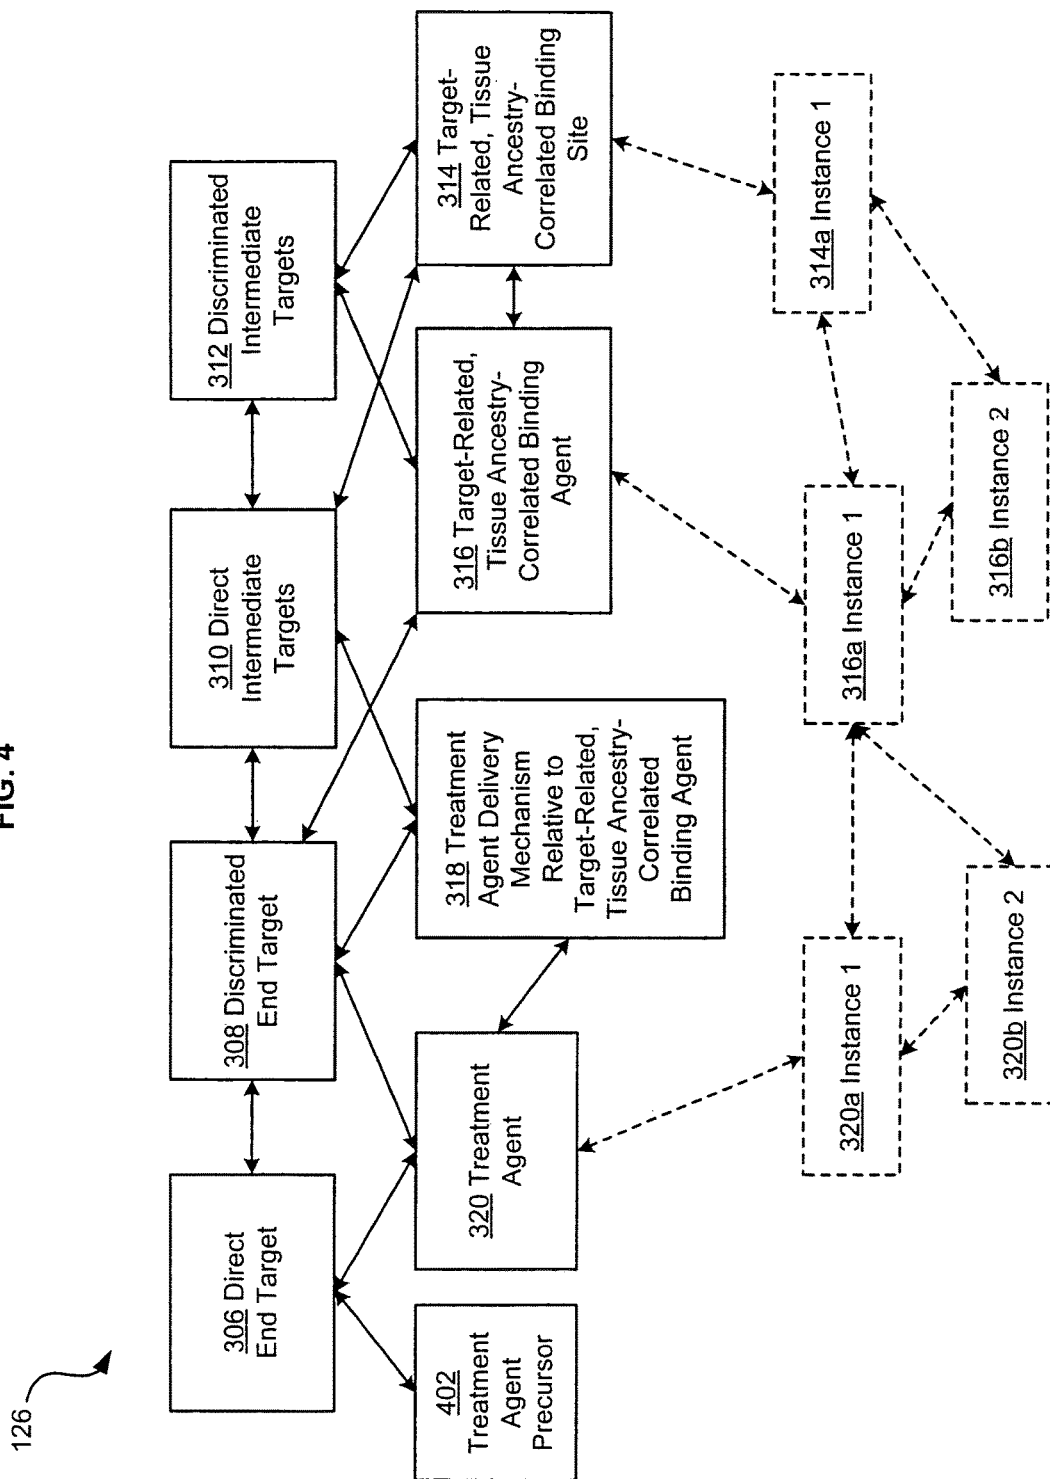 FIG. 4
126
306 Direct
End Target
308 Discriminated
End Target
310 Direct
Intermediate
Targets
312 Discriminated
Intermediate
Targets
402
Treatment
Agent
Precursor
320 Treatment
Agent
318 Treatment
Agent Delivery
Mechanism
Relative to
Target-Related,
Tissue Ancestry-
Correlated
Binding Agent
316 Target-Related,
Tissue Ancestry-
Correlated Binding
Agent
314 Target-
Related, Tissue
Ancestry-
Correlated Binding
Site
320a Instance 1
320b Instance 2
316a Instance 1
316b Instance 2
314a Instance 1